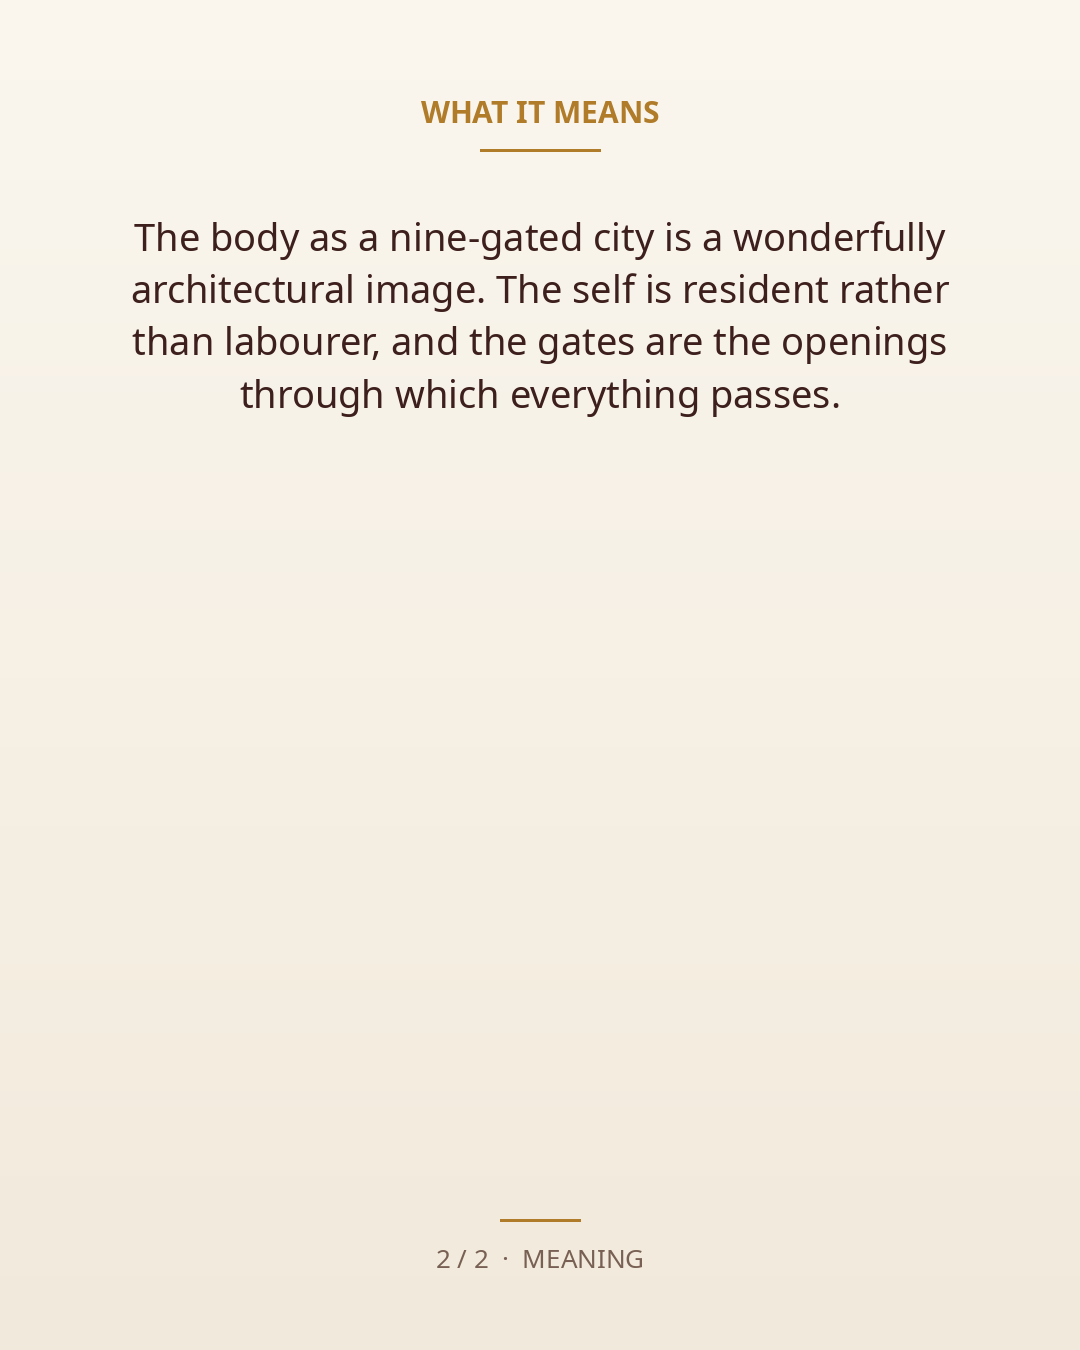 WHAT IT MEANS
The body as a nine-gated city is a wonderfully
architectural image. The self is resident rather
than labourer, and the gates are the openings
through which everything passes.
2 / 2 · MEANING